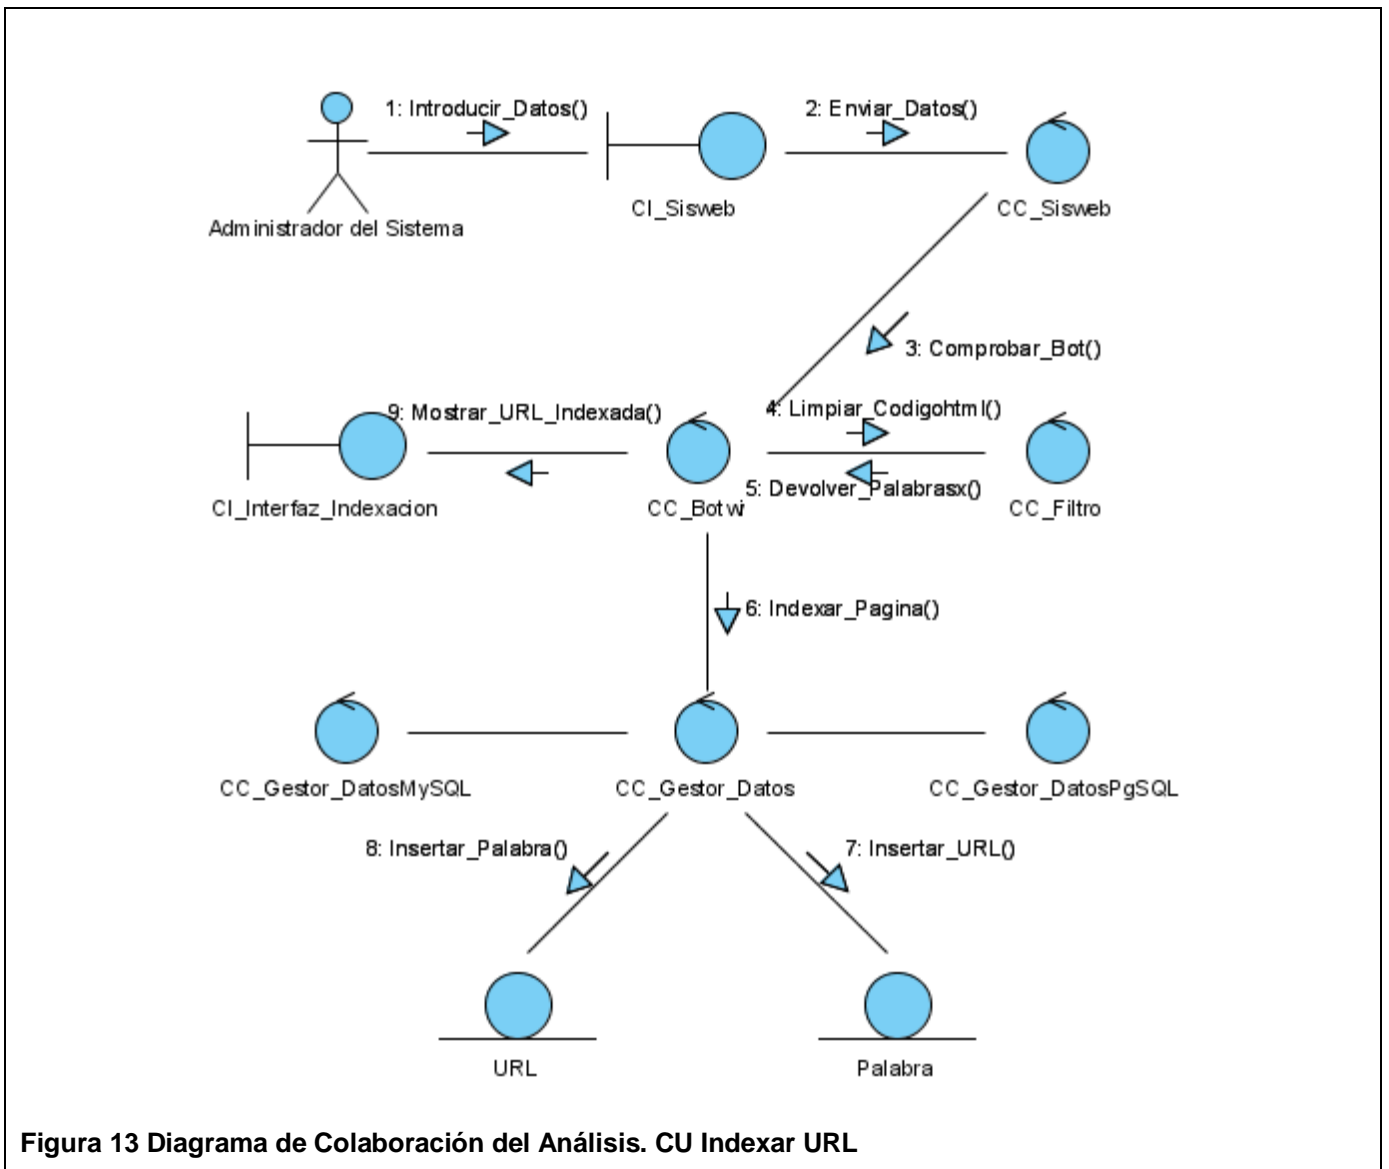 1: Introducir_Datos()
2: Enviar_Datos()
CI_Sisweb
CC_Sisweb
Administrador del Sistema
3: Comprobar_Bot()
9: Mostrar_URL_Indexada()
4: Limpiar_Codigohtml()
5: Devolver_Palabrasx()
CI_Interfaz_Indexacion
CC_Botwi
CC_Filtro
6: Indexar_Pagina()
CC_Gestor_DatosMySQL
CC_Gestor_Datos
CC_Gestor_DatosPgSQL
8: Insertar_Palabra()
7: Insertar_URL()
URL
Palabra
Figura 13 Diagrama de Colaboración del Análisis. CU Indexar URL